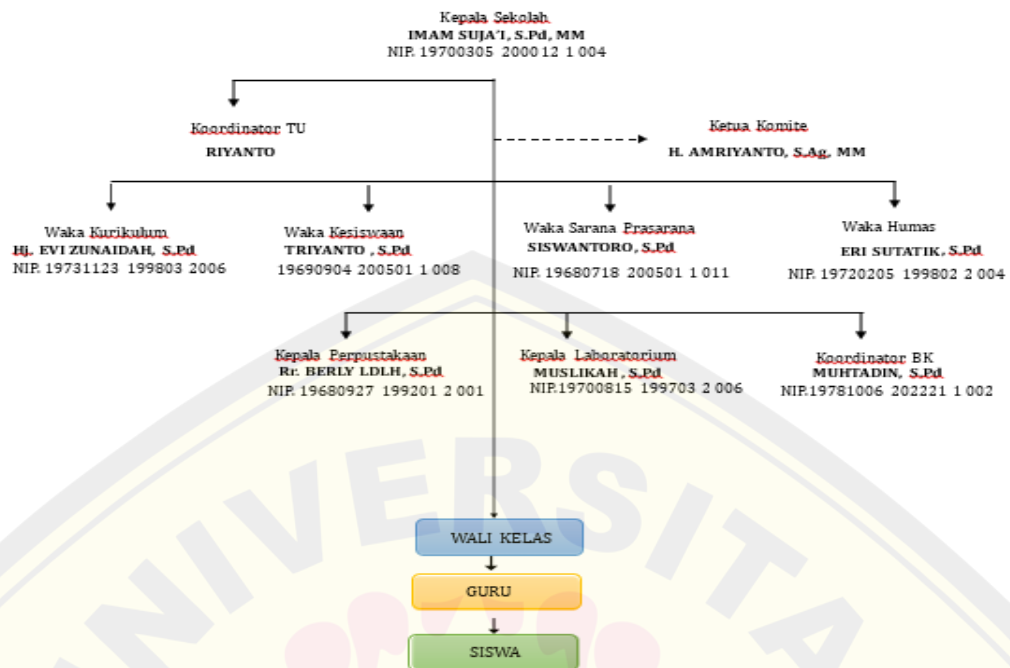 Kepala Sekolah
IMAM SUJA'I, S.Pd, MM
NIP. 19700305 200012 1 004
Koordinator TU
RIYANTO
Ketua Komite
H. AMRIYANTO, S.Ag, MM
Waka Kurikulum
Hj. EVI ZUNAIDAH, S.Pd
NIP. 19731123 199803 2006
Waka Kesiswaan
TRIYANTO , S.Pd
19690904 200501 1 008
Waka Sarana Prasarana
SISWANTORO, S.Pd
NIP. 19680718 200501 1 011
Waka Humas
ERI SUTATIK, S.Pd
NIP. 19720205 199802 2 004
Kepala Perpustakaan
Rr. BERLY LDLH, S.Pd
NIP. 19680927 199201 2 001
Kepala Laboratorium
MUSLIKAH , S.Pd
NIP.19700815 199703 2 006
Koordinator BK
MUHTADIN, S.Pd
NIP.19781006 202221 1 002
UNIVERSITA
WALI KELAS
GURU
SISWA